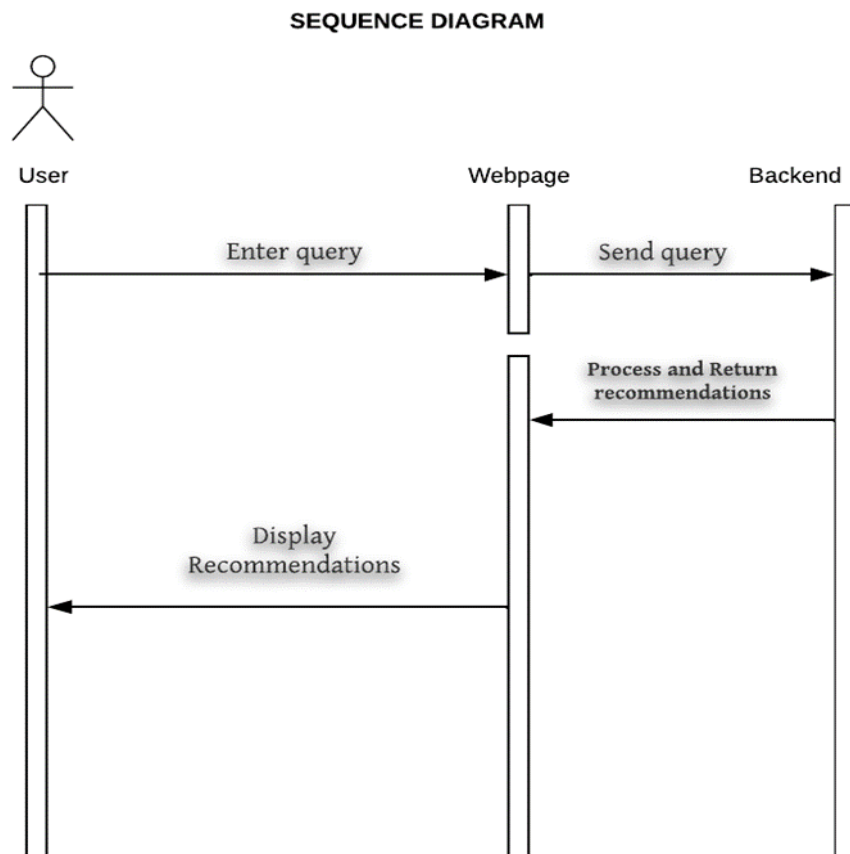 SEQUENCE DIAGRAM
User
Webpage
Backend
Enter query
Send query
Process and Return
recommendations
Display
Recommendations